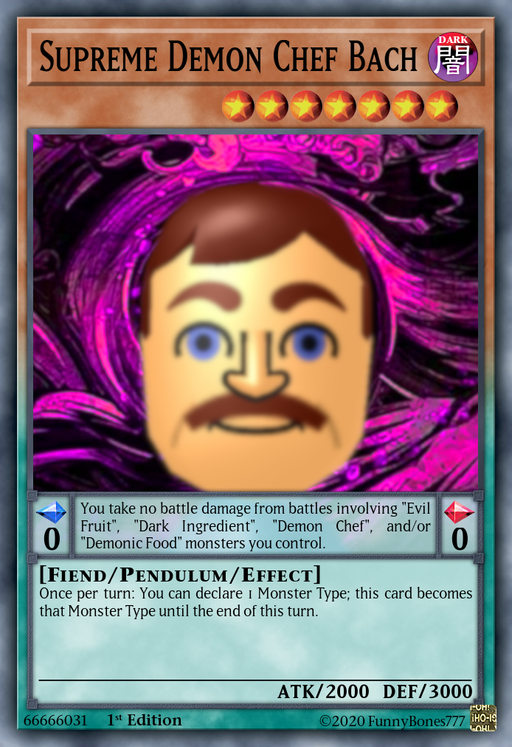 Supreme Demon Chef Bach
DARK
闇
You take no battle damage from battles involving "Evil
Fruit", "Dark Ingredient", "Demon Chef", and/or
"Demonic Food" monsters you control.
0
0
[Fiend/Pendulum/Effect]
Once per turn: You can declare 1 Monster Type; this card becomes
that Monster Type until the end of this turn.
ATK/2000 DEF/3000
66666031 1st Edition ©2020 FunnyBones777